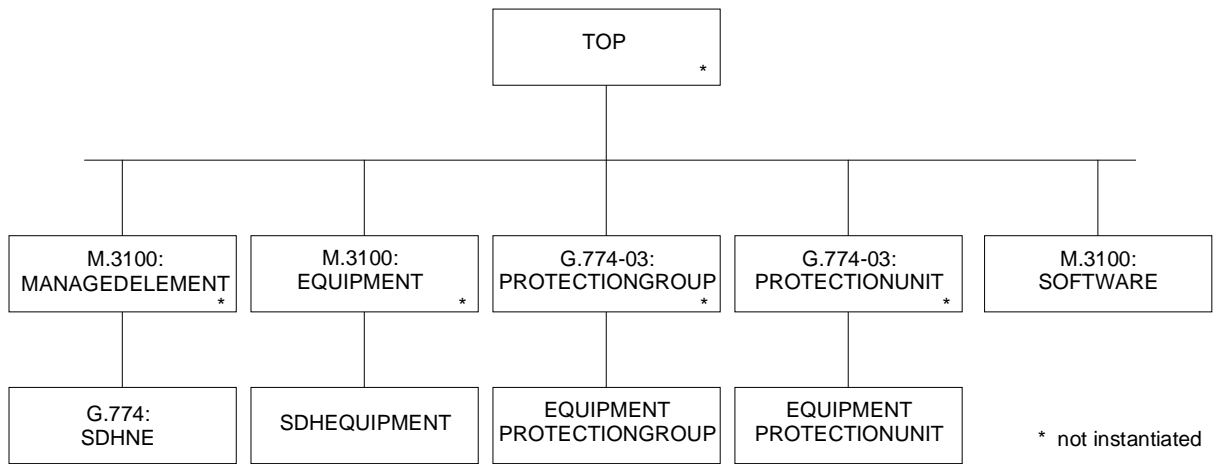 TOP
*
M.3100:
MANAGEDELEMENT
*
M.3100:
EQUIPMENT
*
G.774-03:
PROTECTIONGROUP
*
G.774-03:
PROTECTIONUNIT
*
M.3100:
SOFTWARE
G.774:
SDHNE
SDHEQUIPMENT
EQUIPMENT
PROTECTIONGROUP
EQUIPMENT
PROTECTIONUNIT
* not instantiated